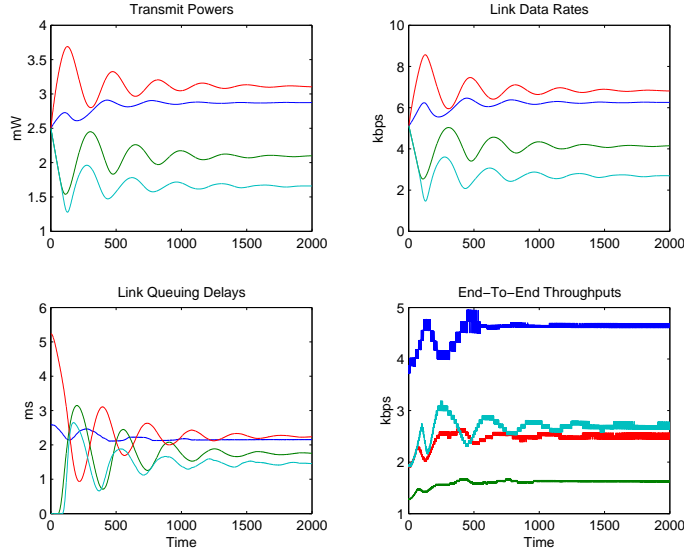 Transmit Powers
4
3.5
3
2.5
2
1.5
1
mW
0 500 1000 1500 2000
Link Data Rates
10
8
6
4
2
0
kbps
0 500 1000 1500 2000
Link Queuing Delays
6
5
4
3
2
1
0
ms
0 500 1000 1500 2000
Time
End−To−End Throughputs
5
4
3
2
1
kbps
0 500 1000 1500 2000
Time